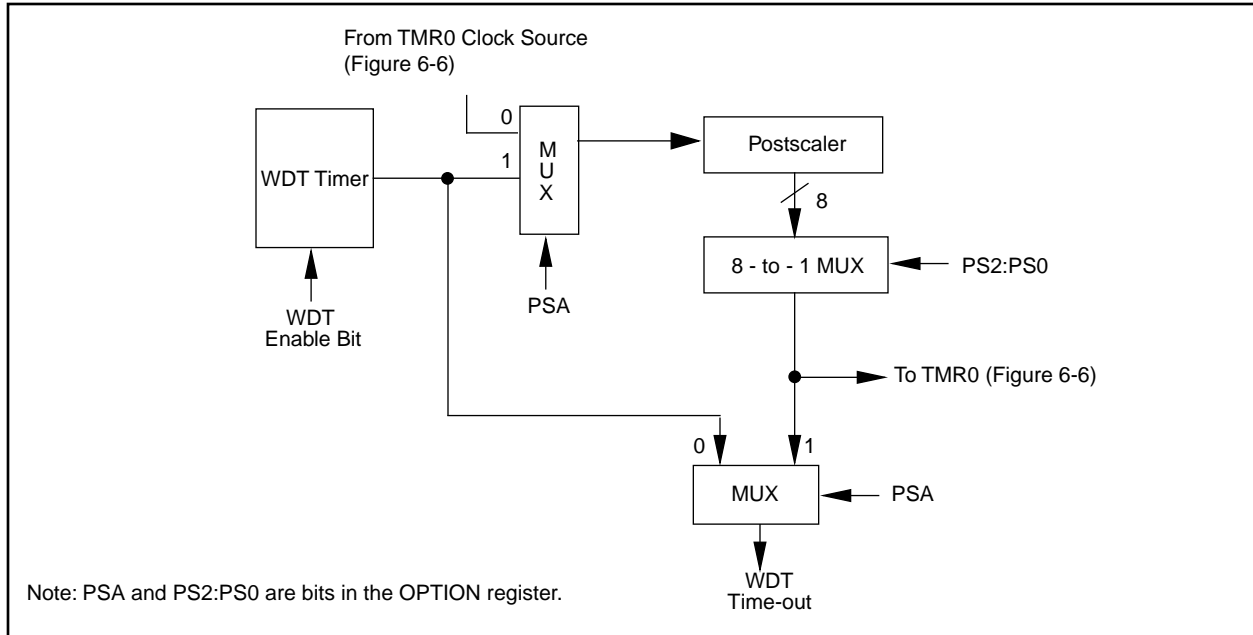 From TMR0 Clock Source
(Figure 6-6)
0
1
M
U
X
WDT Timer
Postscaler
8
8 - to - 1 MUX
PS2:PS0
PSA
WDT
Enable Bit
To TMR0 (Figure 6-6)
0
1
MUX
PSA
WDT
Time-out
Note: PSA and PS2:PS0 are bits in the OPTION register.